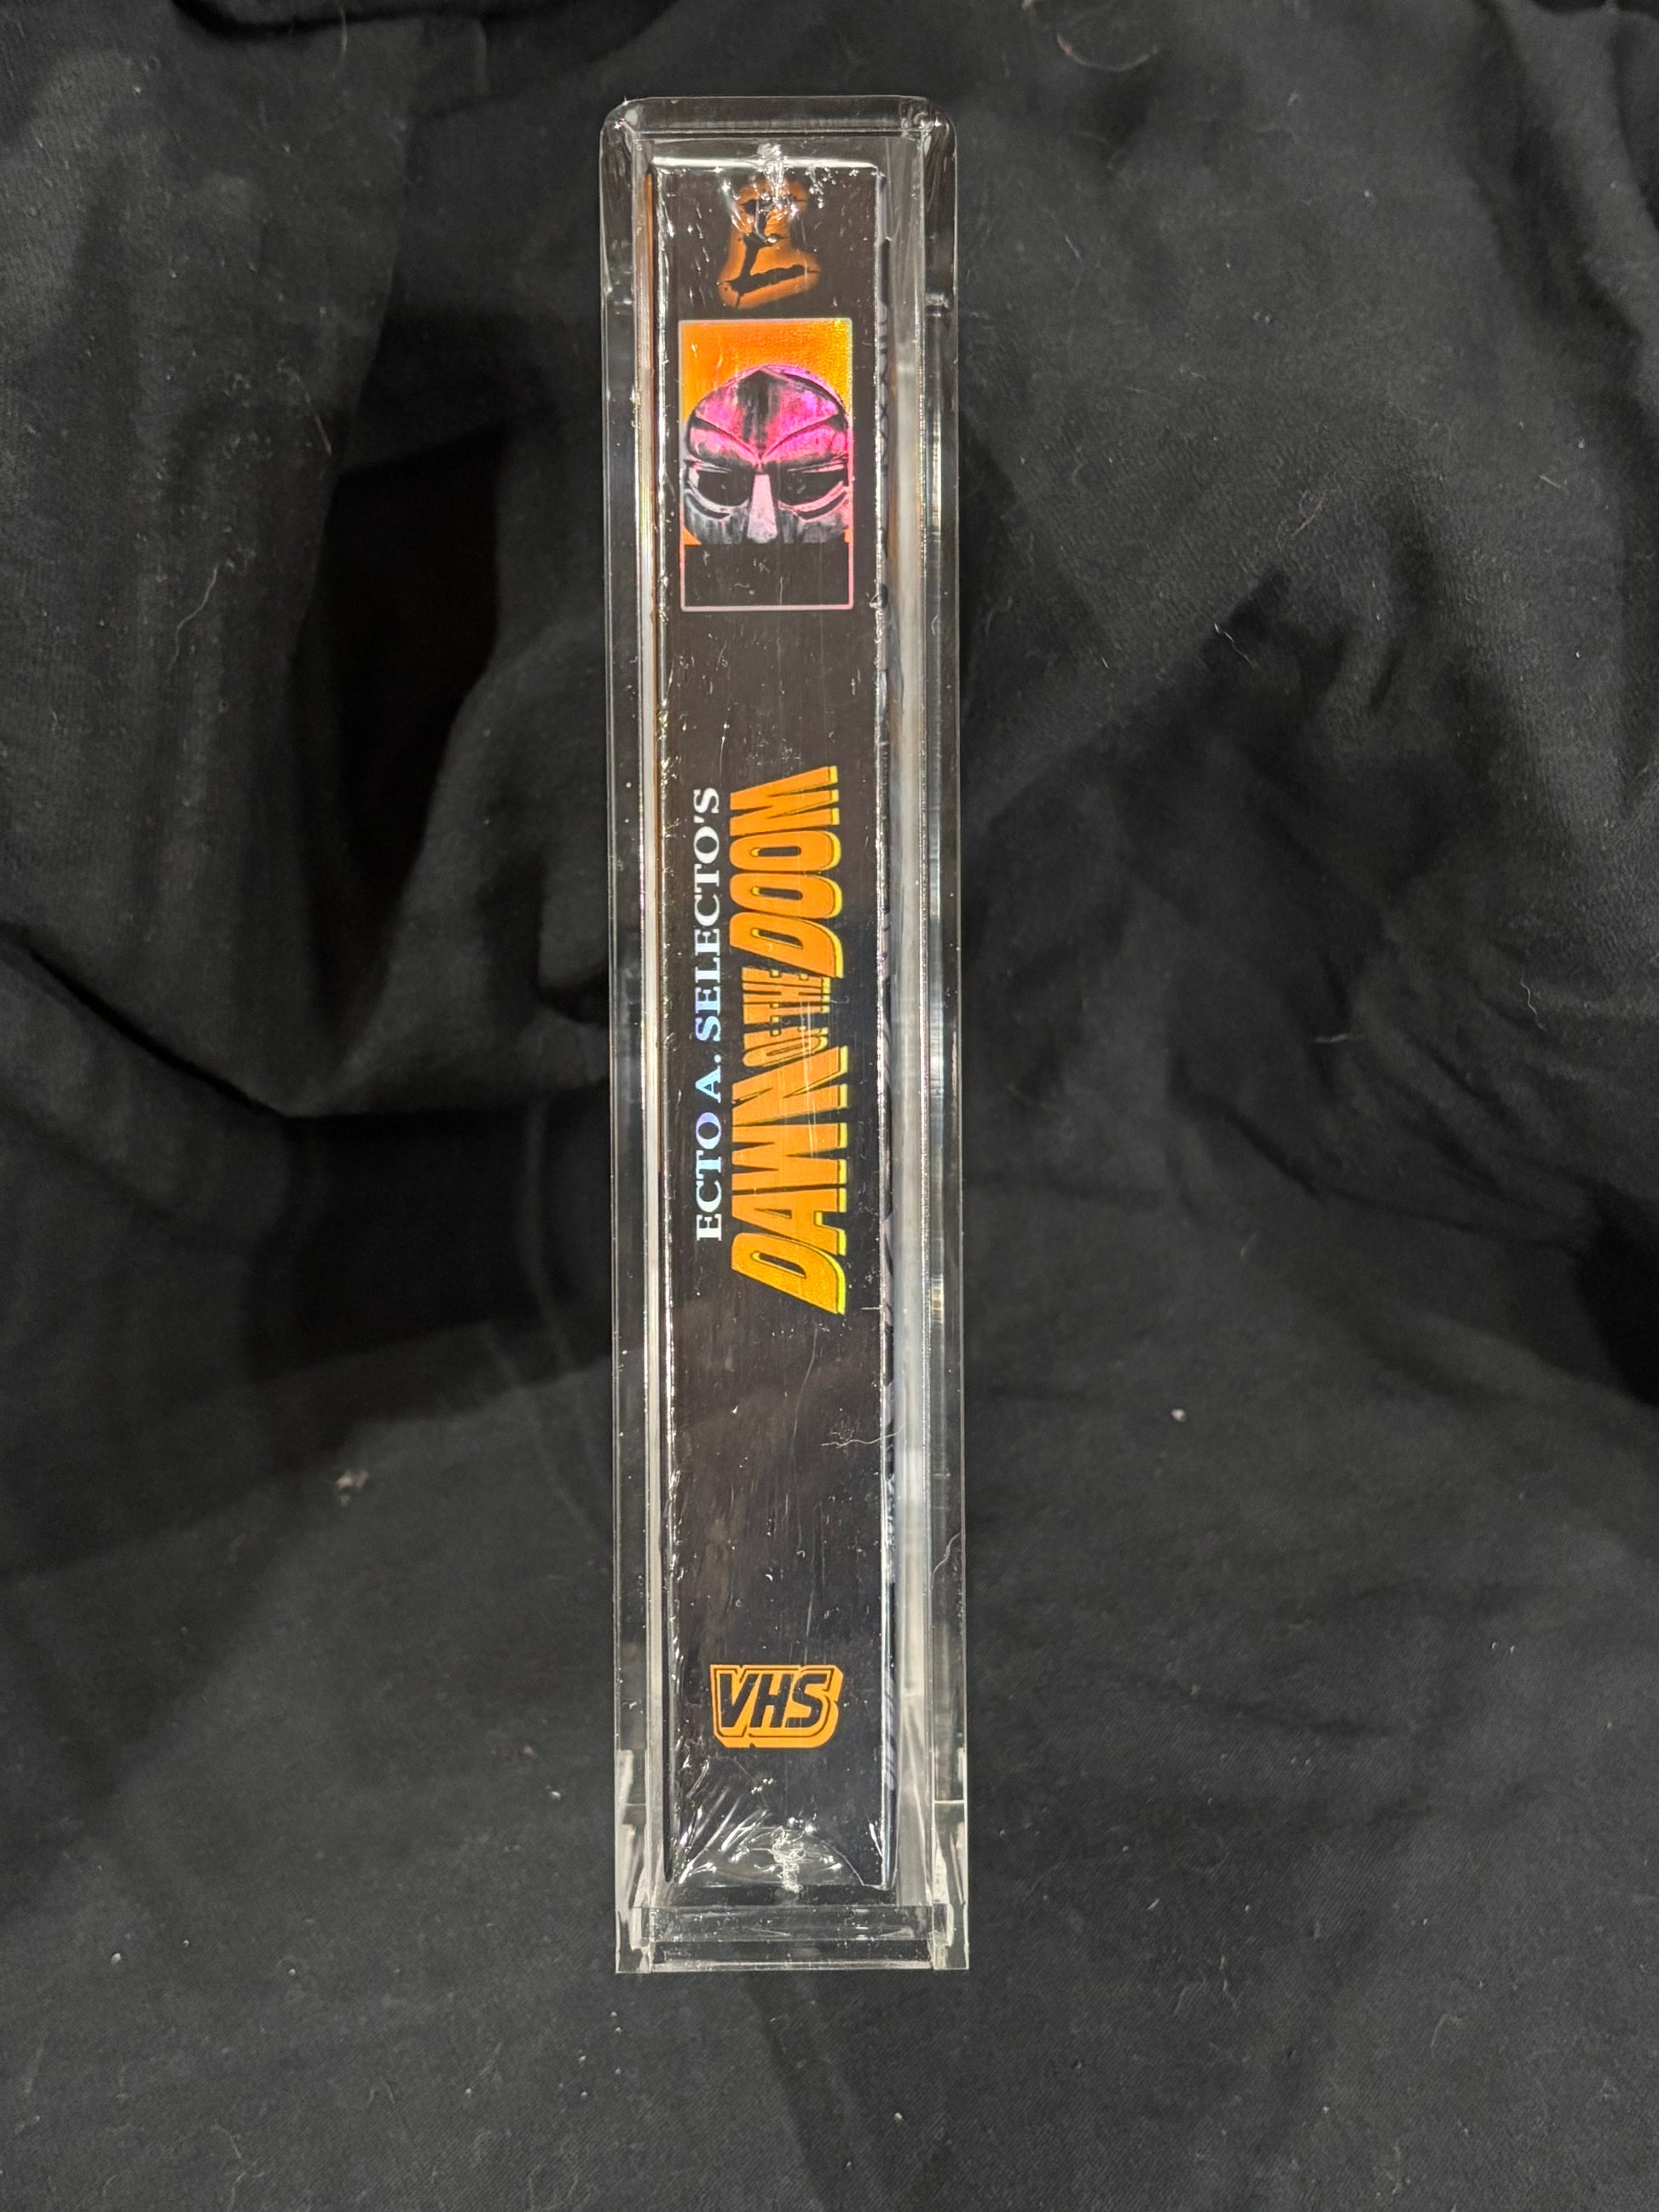 ECTO A. SELECTO'S
DAWN OF THE DOOM
VHS